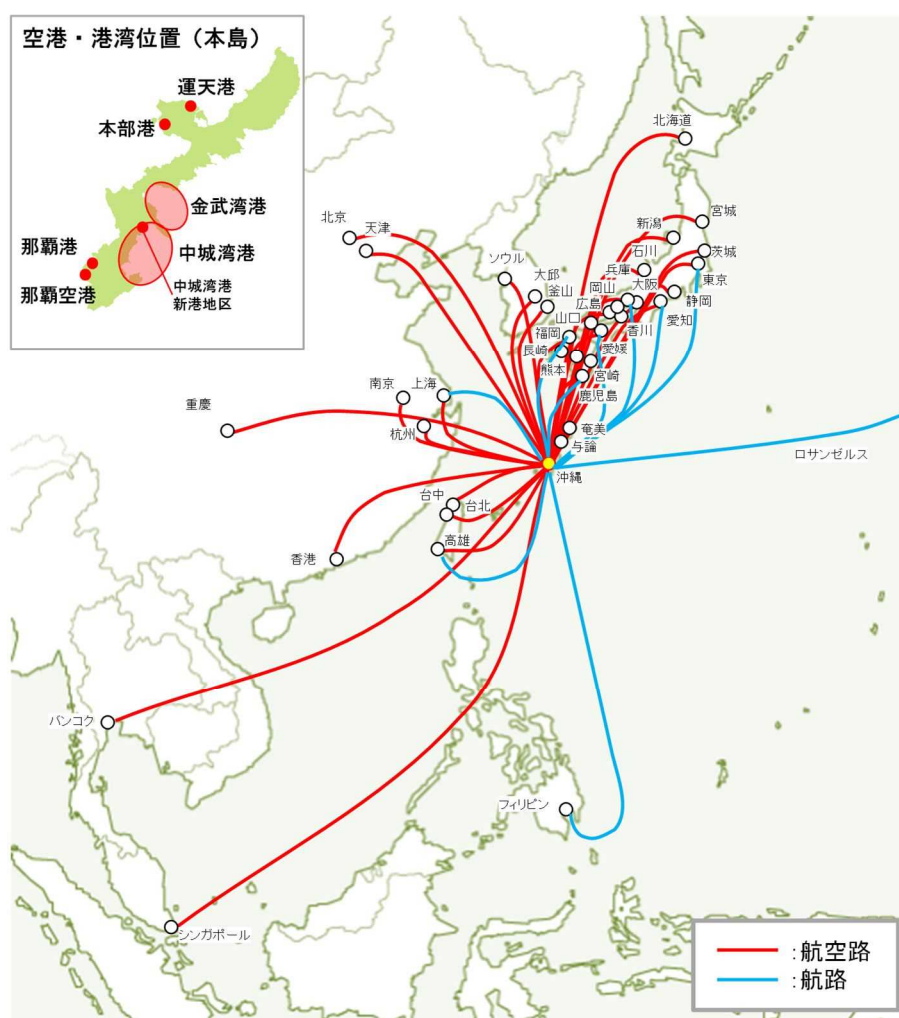 空港・港湾位置（本島）
運天港
本部港
金武湾港
那覇港
中城湾港
那覇空港
中城湾港
新港地区
北海道
宮城
新潟
石川
茨城
兵庫
東京
北京
天津
ソウル
大邱
釜山
岡山
大阪
静岡
広島
愛知
山口
香川
福岡
長崎
愛媛
熊本
宮崎
鹿児島
南京
上海
重慶
杭州
奄美
与論
沖縄
ロサンゼルス
台中
台北
高雄
香港
バンコク
フィリピン
シンガポール
:航空路
:航路